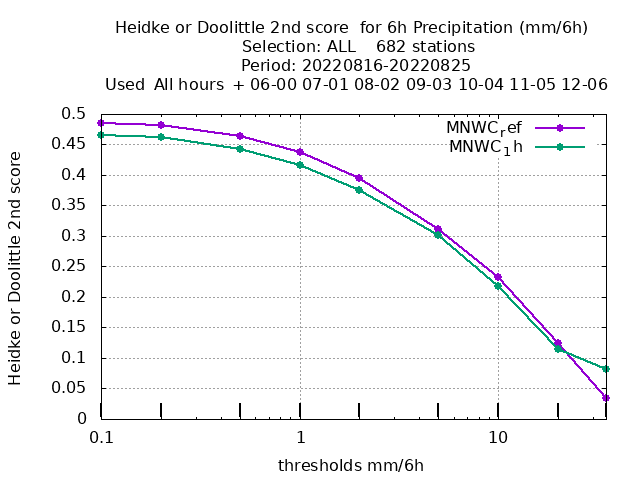 Heidke or Doolittle 2nd score  for 6h Precipitation (mm/6h)
Selection: ALL    682 stations
Period: 20220816-20220825
Used  All hours  + 06-00 07-01 08-02 09-03 10-04 11-05 12-06
MNWCref
MNWC1h
0.5
0.45
0.4
0.35
0.3
0.25
0.2
0.15
0.1
0.05
0
Heidke or Doolittle 2nd score
0.1 1 10
thresholds mm/6h